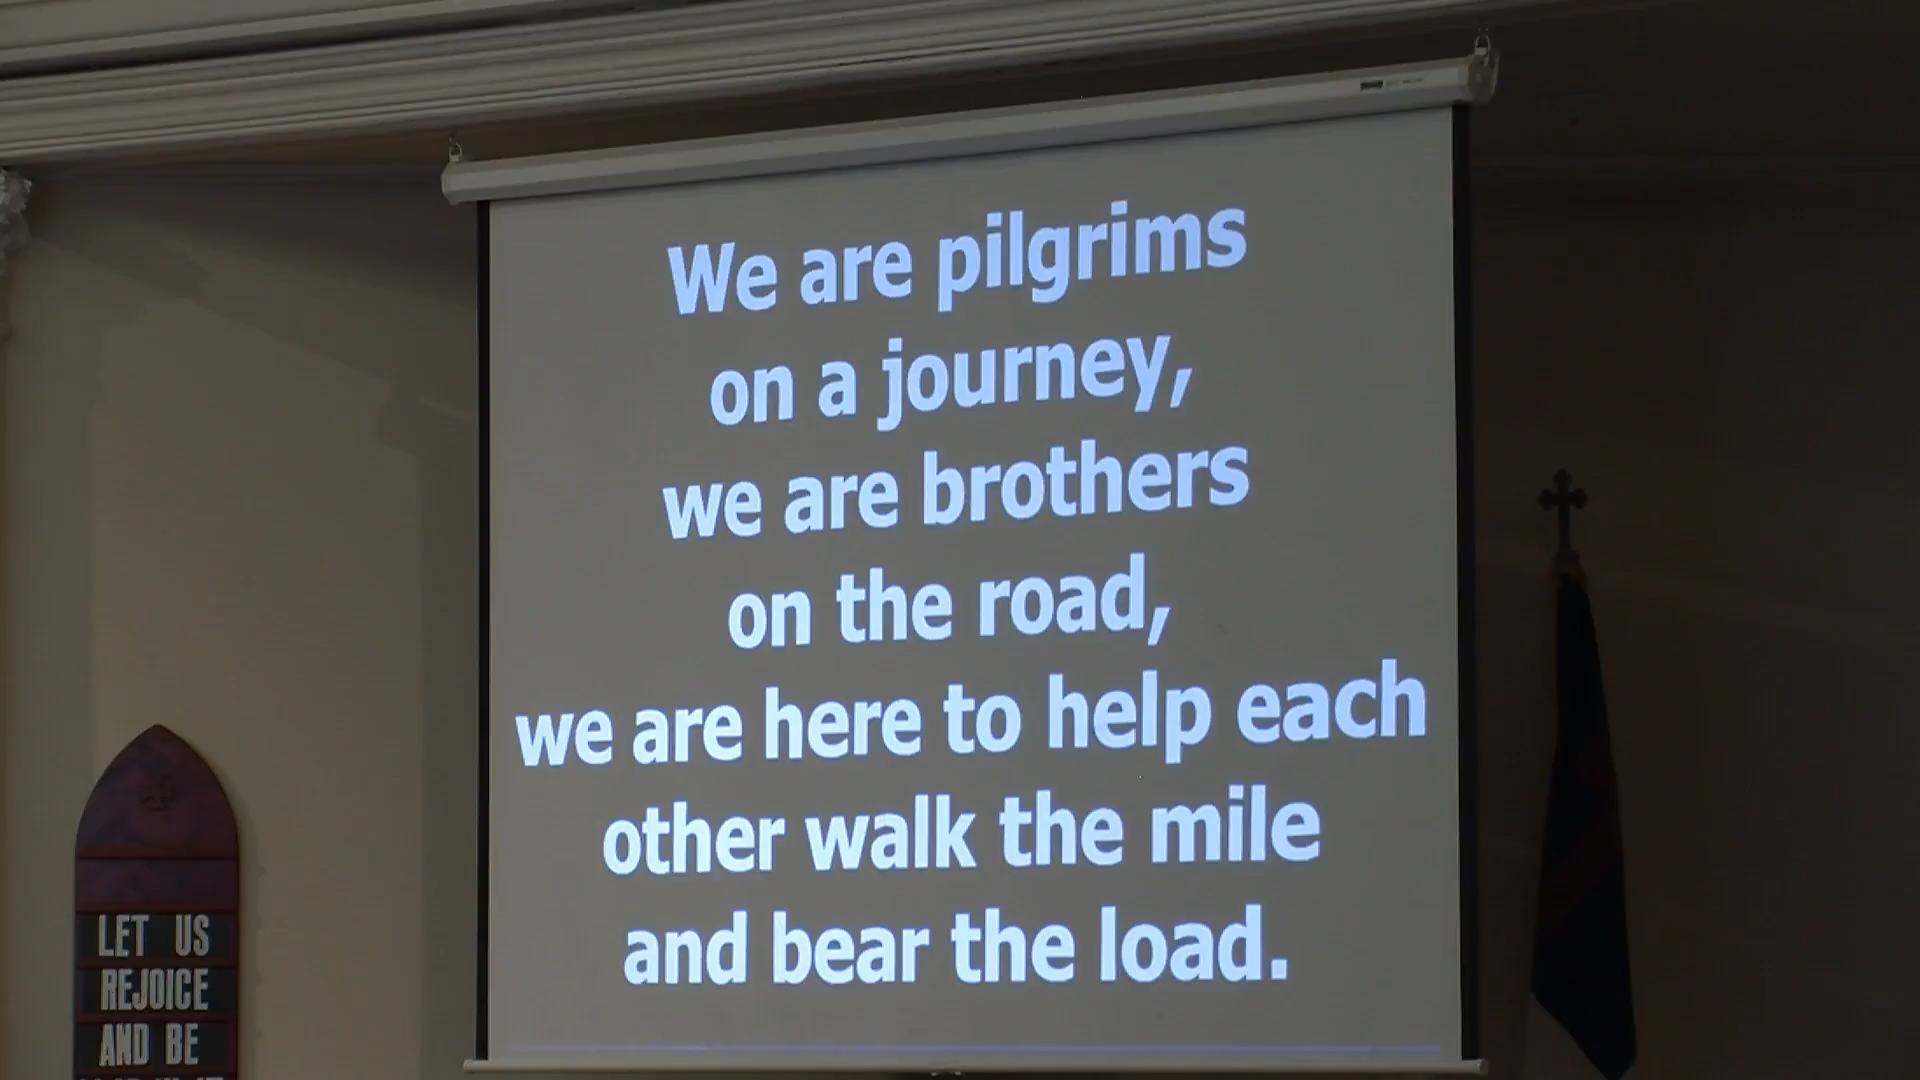 We are pilgrims
on a journey,
we are brothers
on the road,
we are here to help each
other walk the mile
and bear the load.
LET US
REJOICE
AND BE